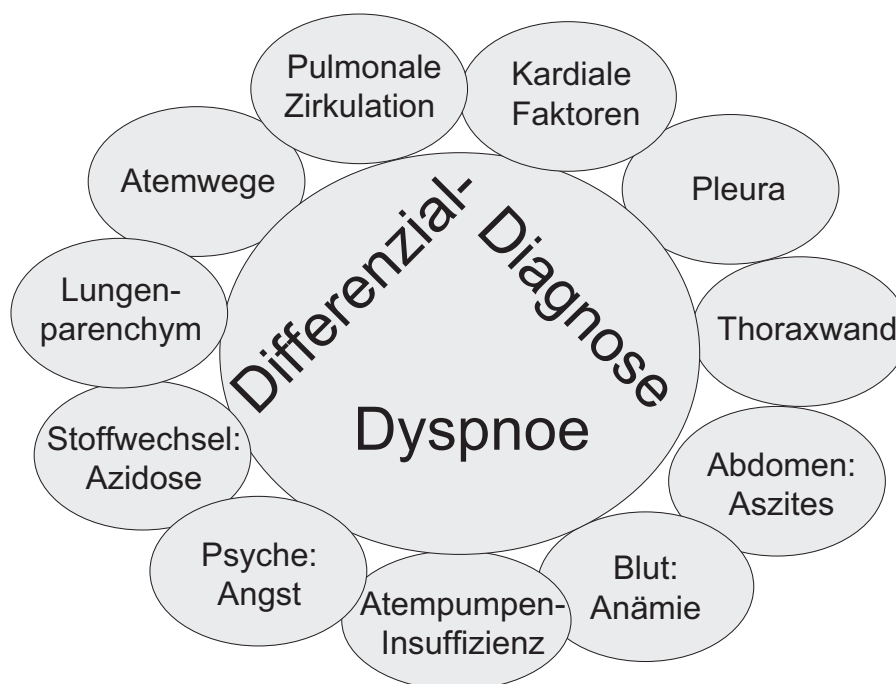 Pulmonale
Zirkulation
Kardiale
Faktoren
Atemwege
Pleura
Differenzial-
Diagnose
Dyspnoe
Lungen-
parenchym
Thoraxwand
Stoffwechsel:
Azidose
Abdomen:
Aszites
Psyche:
Angst
Atempumpen-
Insuffizienz
Blut:
Anämie